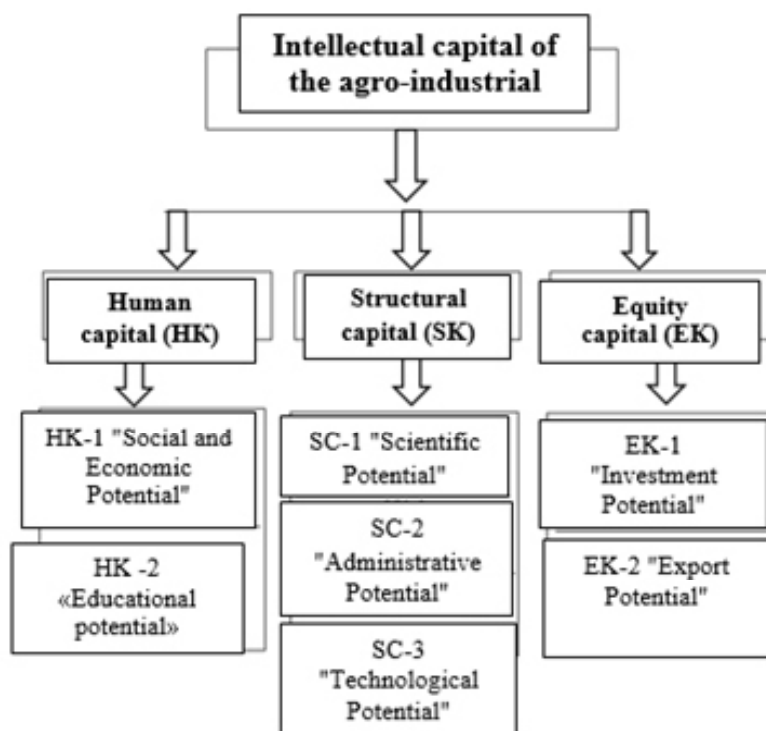 Intellectual capital of
the agro-industrial
Human
capital (HK)
Structural
capital (SK)
Equity
capital (EK)
HK-1 "Social and
Economic
Potential"
HK -2
«Educational
potential»
SC-1 "Scientific
Potential"
SC-2
"Administrative
Potential"
SC-3
"Technological
Potential"
EK-1
"Investment
Potential"
EK-2 "Export
Potential"